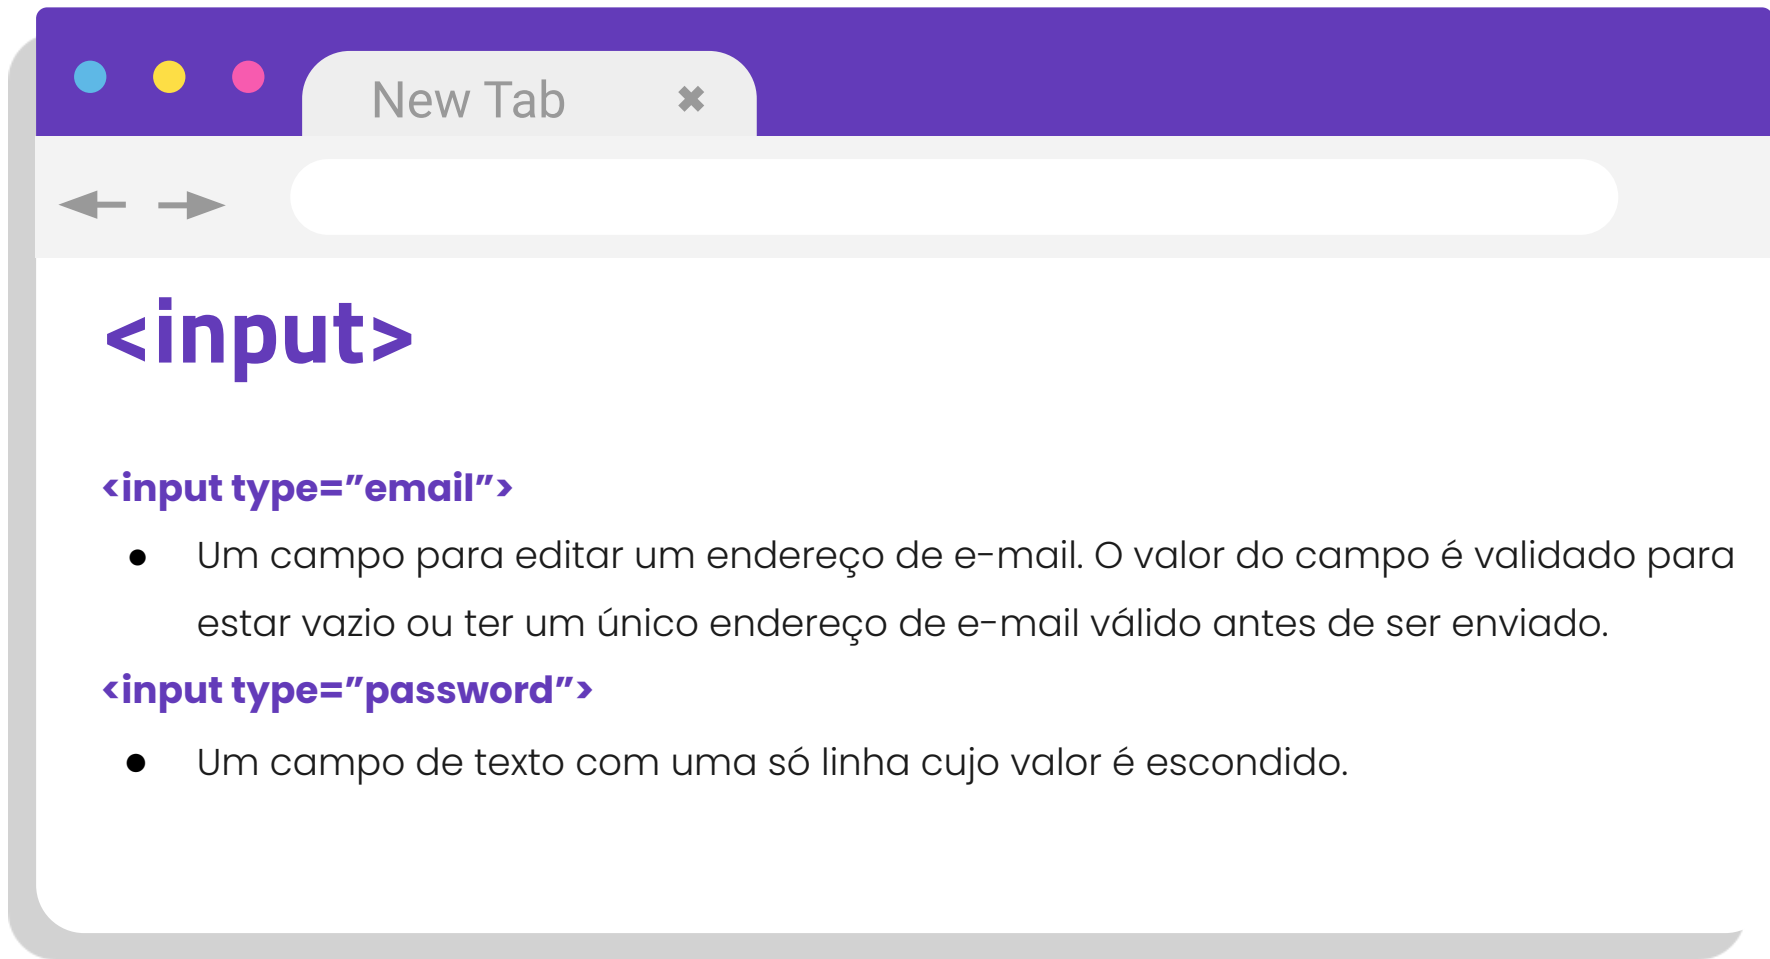 New Tab ✖
<input>
<input type=”email”>
● Um campo para editar um endereço de e-mail. O valor do campo é validado para
estar vazio ou ter um único endereço de e-mail válido antes de ser enviado.
<input type=”password”>
● Um campo de texto com uma só linha cujo valor é escondido.